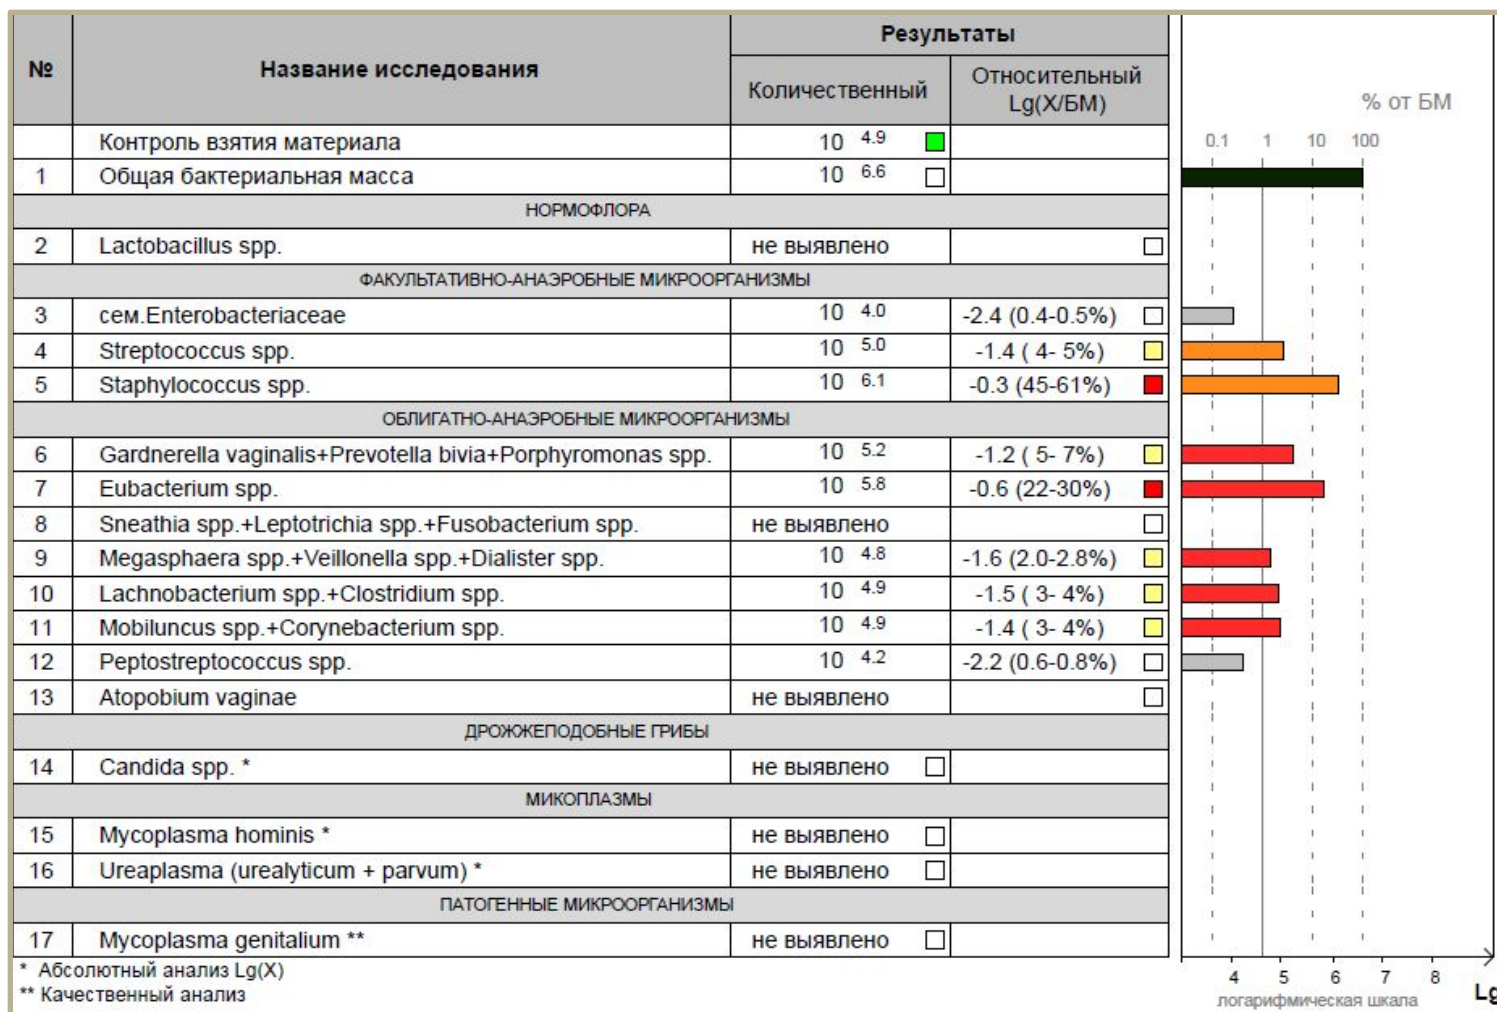 № Название исследования Результаты
Количественный Относительный Lg(X/БМ)
% от БМ
0.1 1 10 100
Контроль взятия материала 10 4.9
1 Общая бактериальная масса 10 6.6
НОРМОФЛОРА
2 Lactobacillus spp. не выявлено
ФАКУЛЬТАТИВНО-АНАЭРОБНЫЕ МИКРООРГАНИЗМЫ
3 сем.Enterobacteriaceae 10 4.0 -2.4 (0.4-0.5%)
4 Streptococcus spp. 10 5.0 -1.4 ( 4- 5%)
5 Staphylococcus spp. 10 6.1 -0.3 (45-61%)
ОБЛИГАТНО-АНАЭРОБНЫЕ МИКРООРГАНИЗМЫ
6 Gardnerella vaginalis+Prevotella bivia+Porphyromonas spp. 10 5.2 -1.2 ( 5- 7%)
7 Eubacterium spp. 10 5.8 -0.6 (22-30%)
8 Sneathia spp.+Leptotrichia spp.+Fusobacterium spp. не выявлено
9 Megasphaera spp.+Veillonella spp.+Dialister spp. 10 4.8 -1.6 (2.0-2.8%)
10 Lachnobacterium spp.+Clostridium spp. 10 4.9 -1.5 ( 3- 4%)
11 Mobiluncus spp.+Corynebacterium spp. 10 4.9 -1.4 ( 3- 4%)
12 Peptostreptococcus spp. 10 4.2 -2.2 (0.6-0.8%)
13 Atopobium vaginae не выявлено
ДРОЖЖЕПОДОБНЫЕ ГРИБЫ
14 Candida spp. * не выявлено
МИКОПЛАЗМЫ
15 Mycoplasma hominis * не выявлено
16 Ureaplasma (urealyticum + parvum) * не выявлено
ПАТОГЕННЫЕ МИКРООРГАНИЗМЫ
17 Mycoplasma genitalium ** не выявлено
* Абсолютный анализ Lg(X)
** Качественный анализ
4 5 6 7 8 Lg
логарифмическая шкала